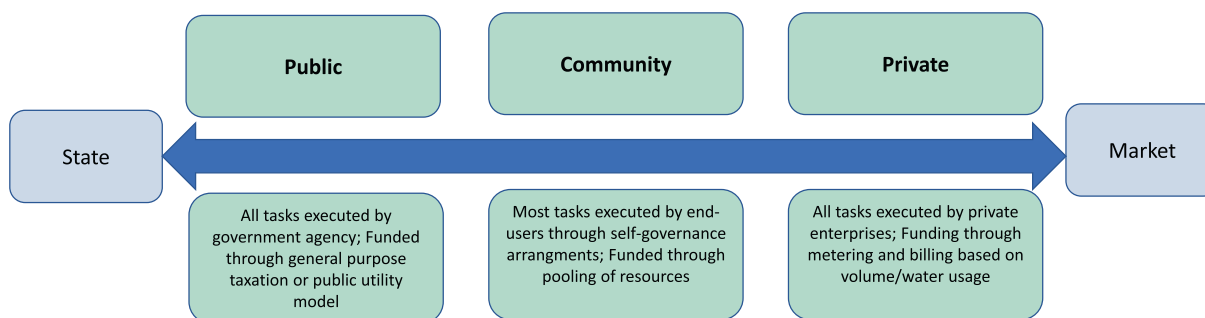 Public
Community
Private
State
Market
All tasks executed by
government agency; Funded
through general purpose
taxation or public utility
model
Most tasks executed by end-
users through self-governance
arrangments; Funded through
pooling of resources
All tasks executed by private
enterprises; Funding through
metering and billing based on
volume/water usage